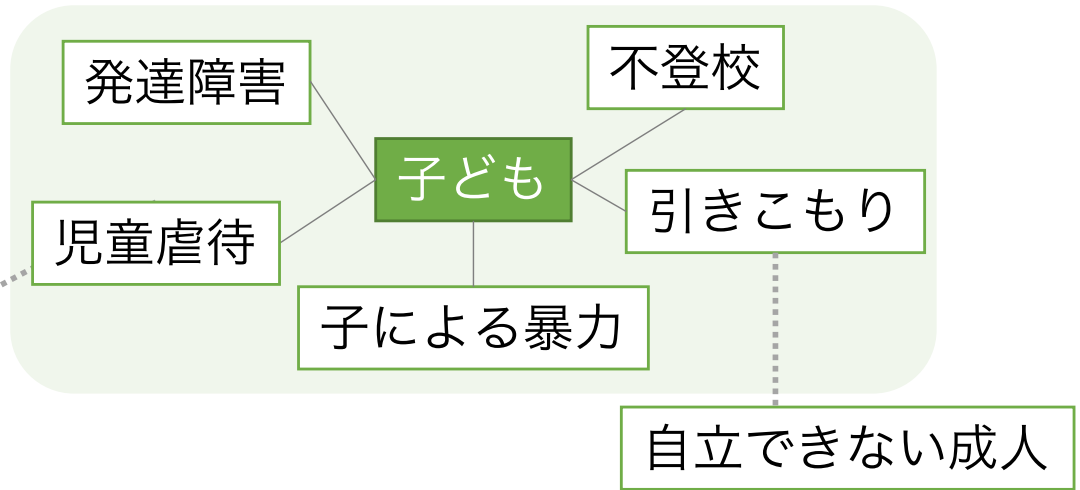 発達障害
不登校
子ども
引きこもり
児童虐待
子による暴力
自立できない成人